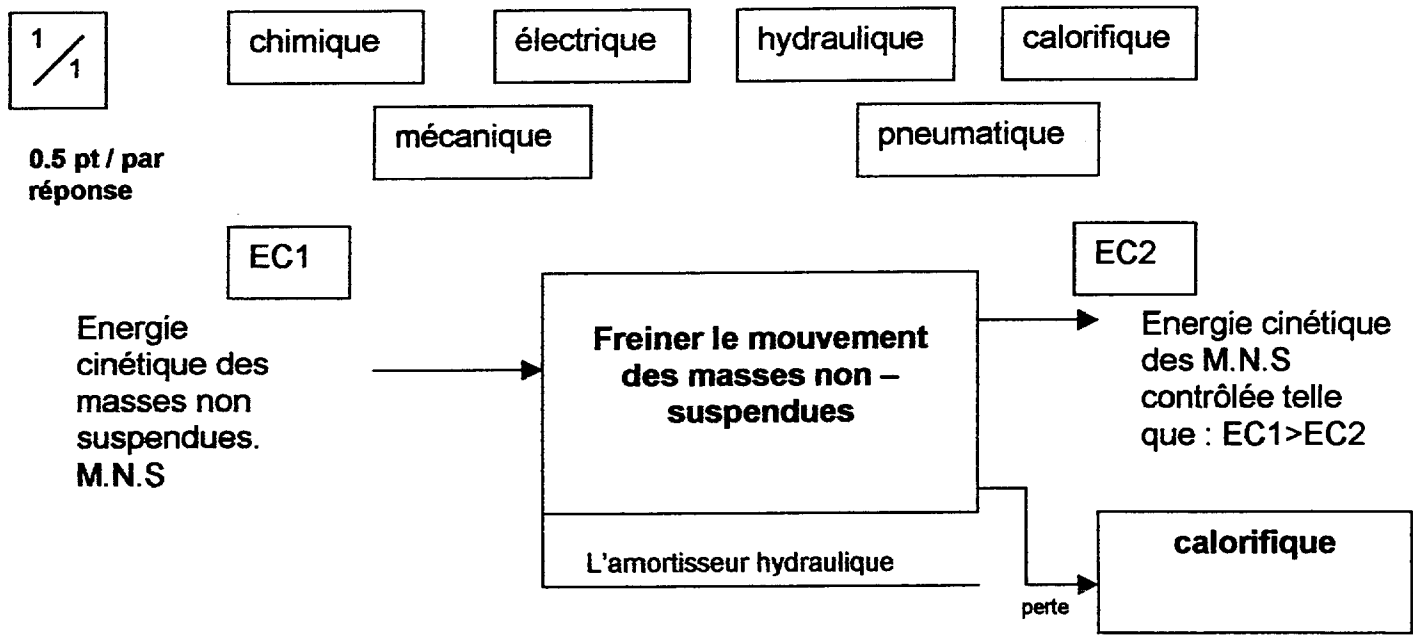 1/1
chimique
électrique
hydraulique
calorifique
mécanique
pneumatique
0.5 pt / par
réponse
EC1
Energie
cinétique des
masses non
suspendues.
M.N.S
Freiner le mouvement
des masses non –
suspendues
L'amortisseur hydraulique
EC2
Energie cinétique
des M.N.S
contrôlée telle
que : EC1>EC2
perte
calorifique